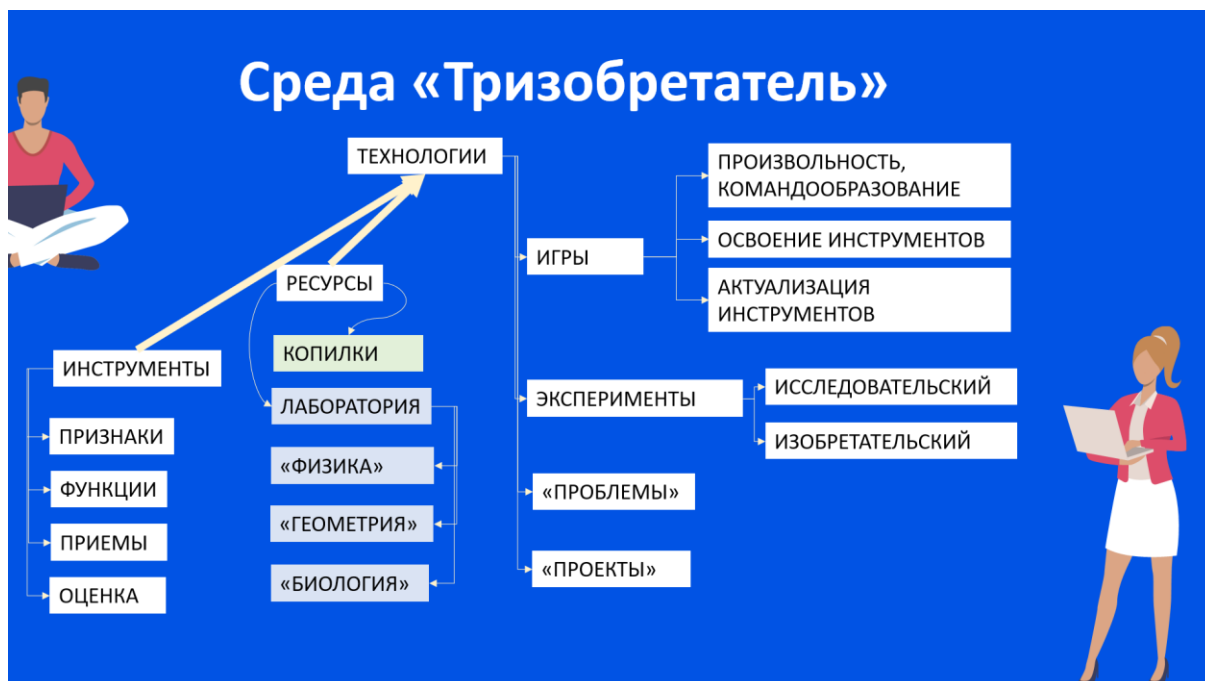 Среда «Тризобретатель»
ТЕХНОЛОГИИ
РЕСУРСЫ
ИНСТРУМЕНТЫ
ПРИЗНАКИ
ФУНКЦИИ
ПРИЕМЫ
ОЦЕНКА
КОПИЛКИ
ЛАБОРАТОРИЯ
«ФИЗИКА»
«ГЕОМЕТРИЯ»
«БИОЛОГИЯ»
ИГРЫ
ПРОИЗВОЛЬНОСТЬ,
КОМАНДООБРАЗОВАНИЕ
ОСВОЕНИЕ ИНСТРУМЕНТОВ
АКТУАЛИЗАЦИЯ
ИНСТРУМЕНТОВ
ЭКСПЕРИМЕНТЫ
ИССЛЕДОВАТЕЛЬСКИЙ
ИЗОБРЕТАТЕЛЬСКИЙ
«ПРОБЛЕМЫ»
«ПРОЕКТЫ»